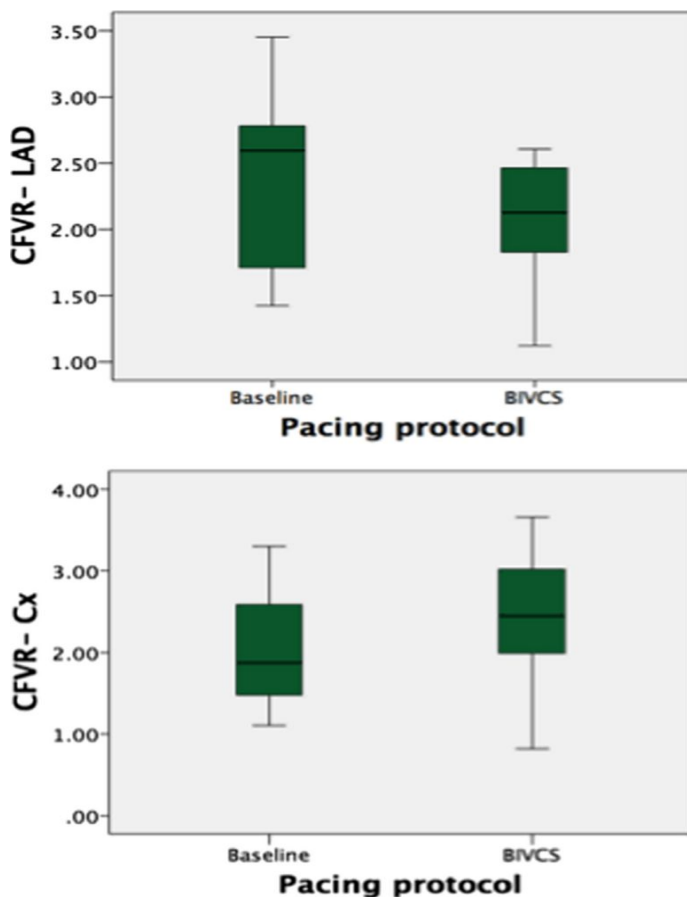 CFVR- LAD
3.50
3.00
2.50
2.00
1.50
1.00
Baseline
BIVCS
Pacing protocol
CFVR- Cx
4.00
3.00
2.00
1.00
.00
Baseline
BIVCS
Pacing protocol